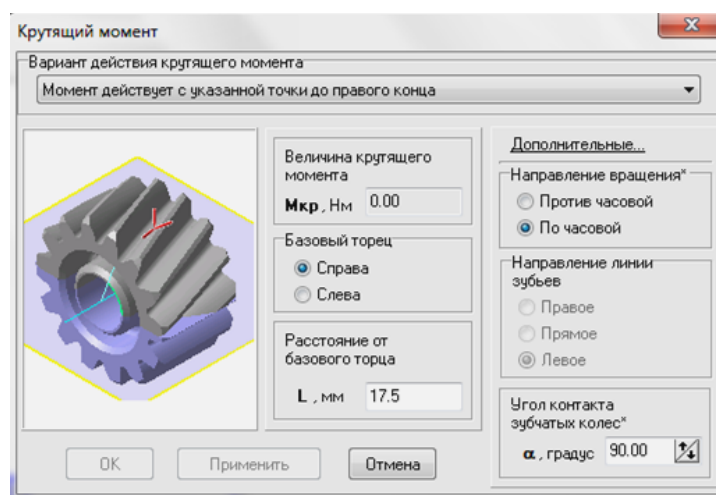 Крутящий момент
Вариант действия крутящего момента
Момент действует с указанной точки до правого конца
Величина крутящего
момента
Мкр, Нм 0.00
Базовый торец
Справа
Слева
Расстояние от
базового торца
L, мм 17.5
Дополнительные...
Направление вращения*
Против часовой
По часовой
Направление линии
зубьев
Правое
Прямое
Левое
Угол контакта
зубчатых колес*
α, градус 90.00
ОК
Применить
Отмена